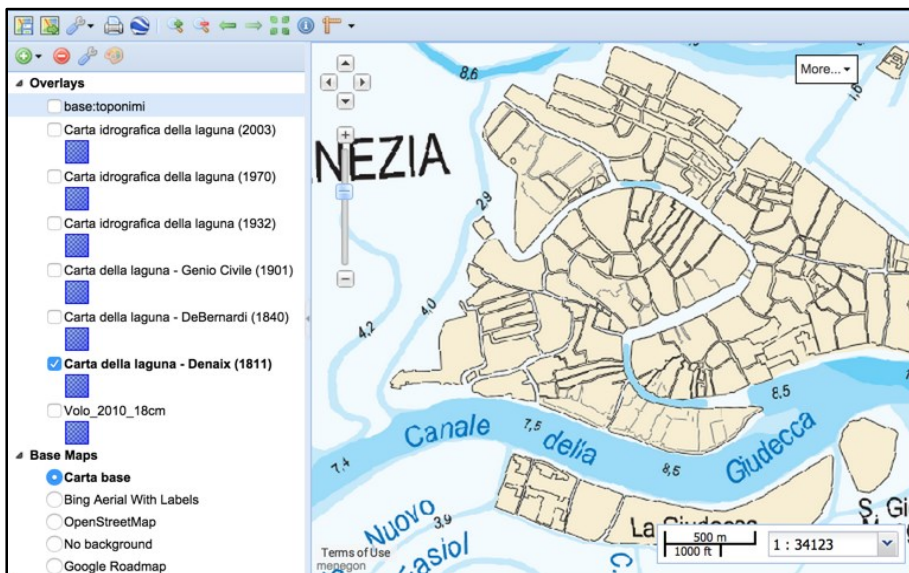 Overlays
base:toponimi
Carta idrografica della laguna (2003)
Carta idrografica della laguna (1970)
Carta idrografica della laguna (1932)
Carta della laguna - Genio Civile (1901)
Carta della laguna - DeBernardi (1840)
Carta della laguna - Denaix (1811)
Volo_2010_18cm
Base Maps
Carta base
Bing Aerial With Labels
OpenStreetMap
No background
Google Roadmap
More...
8,6
1,6
NEZIA
2,9
4,2
4,0
8,5
Canale
7,5
della
8,5
Giudecca
7,4
Nuovo
3,9
La Giudecca
S. Gi
C.
500 m
1000 ft
1 : 34123
Terms of Use
menegon